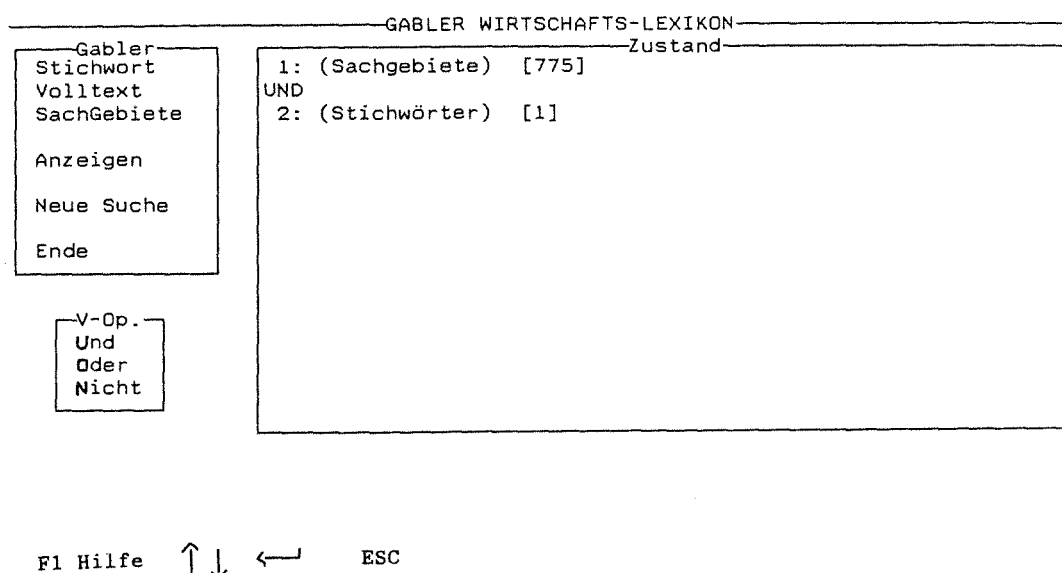 GABLER WIRTSCHAFTS-LEXIKON
Gabler
Stichwort
Volltext
SachGebiete
Anzeigen
Neue Suche
Ende
V-Op.
Und
Oder
Nicht
Zustand
1: (Sachgebiete) [775]
UND
2: (Stichwörter) [1]
F1 Hilfe ↑↓ ←┘ ESC